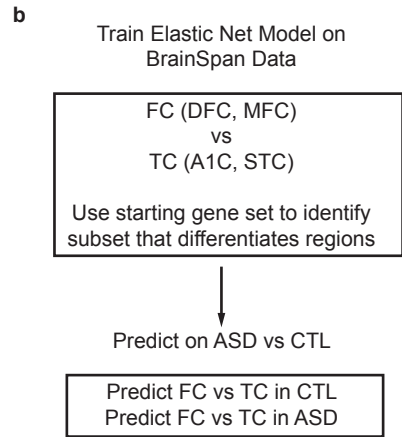 b
Train Elastic Net Model on
BrainSpan Data
FC (DFC, MFC)
vs
TC (A1C, STC)
Use starting gene set to identify
subset that differentiates regions
Predict on ASD vs CTL
Predict FC vs TC in CTL
Predict FC vs TC in ASD